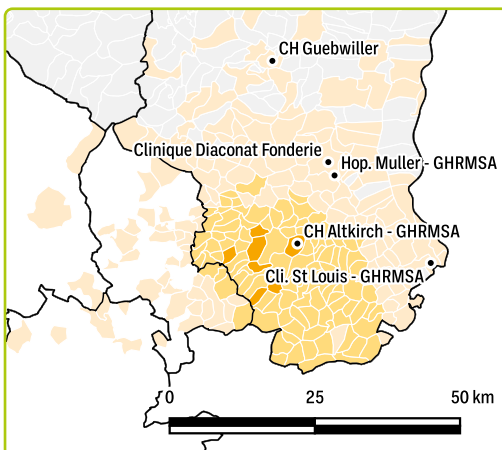 CH Guebwiller
Clinique Diaconat Fonderie
Hop. Muller - GHRMSA
CH Altkirch - GHRMSA
Cli. St Louis - GHRMSA
0 25 50 km